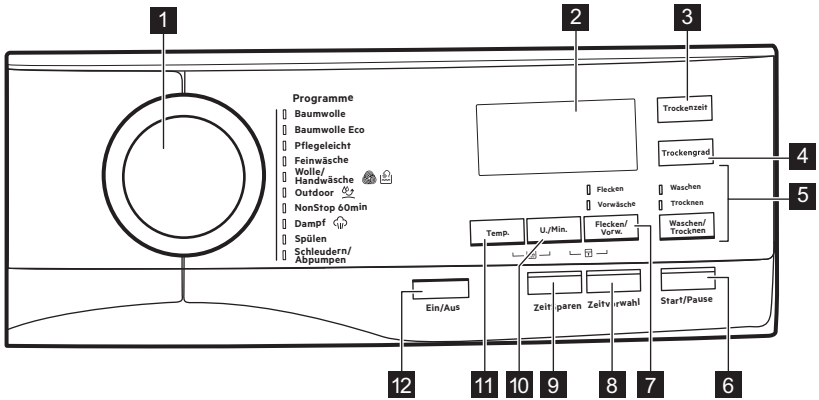 1
2
3
Programme
Baumwolle
Baumwolle Eco
Pflegeleicht
Feinwäsche
Wolle/
Handwäsche
Outdoor
NonStop 60min
Dampf
Spülen
Schleudern/
Abpumpen
Trockenzeit
Trockengrad
4
5
Flecken
Vorwäsche
Waschen
Trocknen
Temp.
U./Min.
Flecken/
Vorw.
Waschen/
Trocknen
Ein/Aus
Zeitsparen
Zeitvorwahl
Start/Pause
12
11
10
9
8
7
6